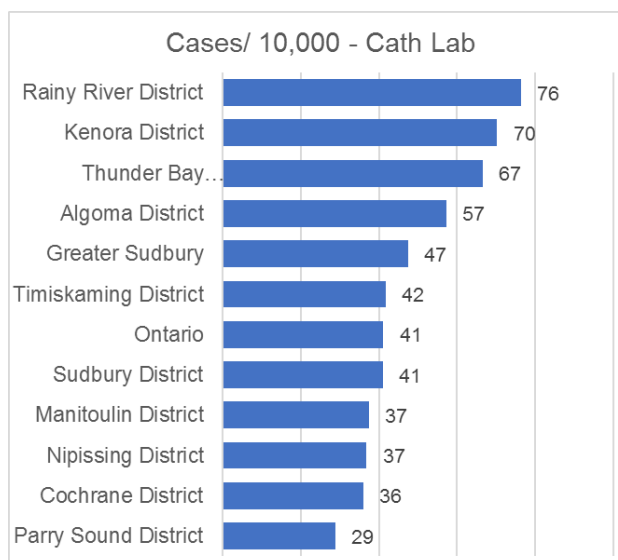 Cases/ 10,000 - Cath Lab
Rainy River District 76
Kenora District 70
Thunder Bay… 67
Algoma District 57
Greater Sudbury 47
Timiskaming District 42
Ontario 41
Sudbury District 41
Manitoulin District 37
Nipissing District 37
Cochrane District 36
Parry Sound District 29